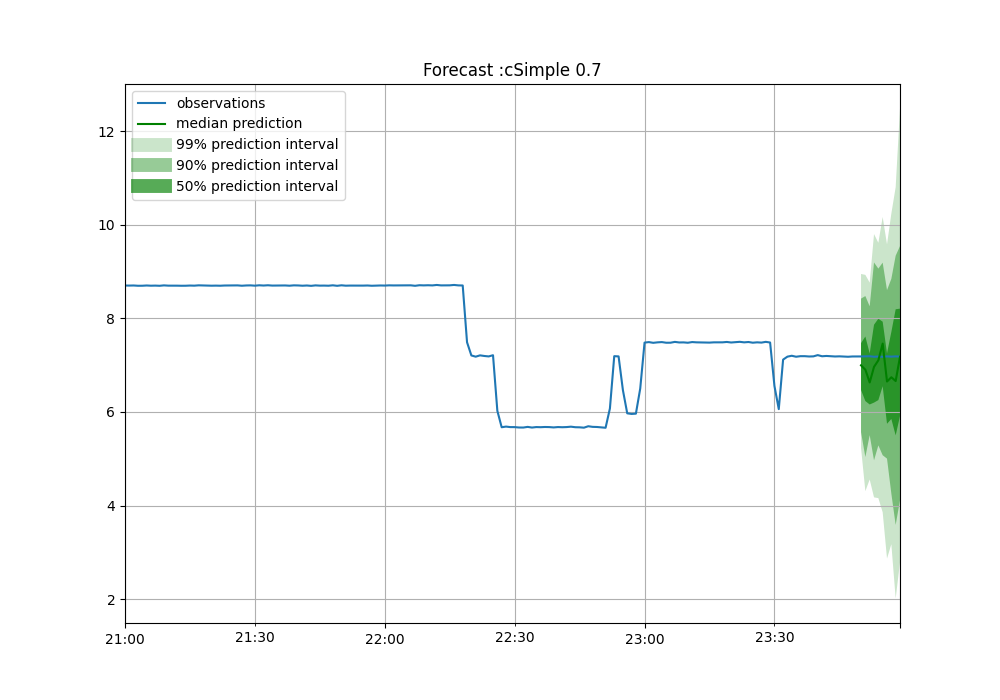 Forecast :cSimple 0.7
observations
median prediction
99% prediction interval
90% prediction interval
50% prediction interval
12
10
8
6
4
2
21:00
21:30
22:00
22:30
23:00
23:30